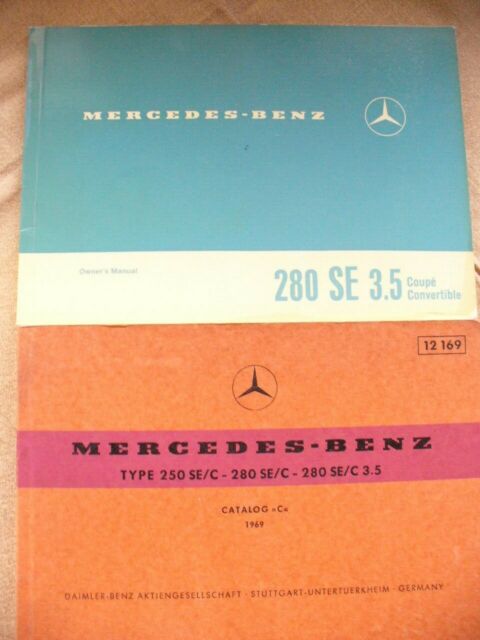 MERCEDES-BENZ
Owner's Manual
280 SE 3.5 Coupé
Convertible
12 169
MERCEDES-BENZ
TYPE 250 SE/C - 280 SE/C - 280 SE/C 3.5
CATALOG »C«
1969
DAIMLER-BENZ AKTIENGESELLSCHAFT · STUTTGART-UNTERTUERKHEIM · GERMANY